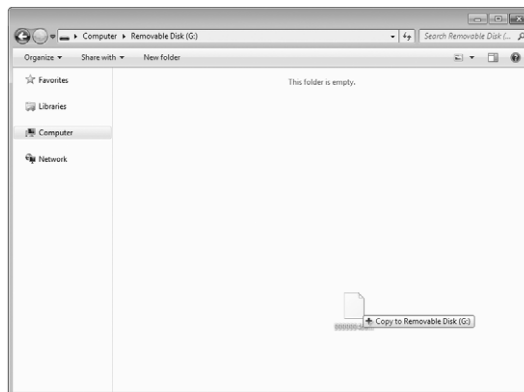 Computer ▸ Removable Disk (G:)
Search Removable Disk (...
Organize ▾ Share with ▾ New folder
Favorites
This folder is empty.
Libraries
Computer
Network
Copy to Removable Disk (G:)